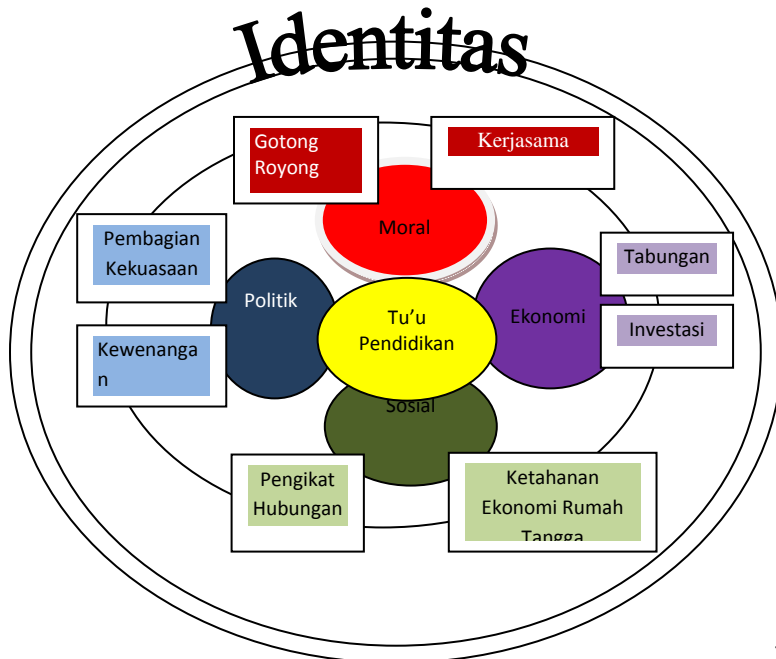 Identitas
Gotong
Royong
Kerjasama
Moral
Pembagian
Kekuasaan
Tabungan
Politik
Tu'u
Pendidikan
Ekonomi
Investasi
Kewenanga
n
Sosial
Pengikat
Hubungan
Ketahanan
Ekonomi Rumah
Tangga